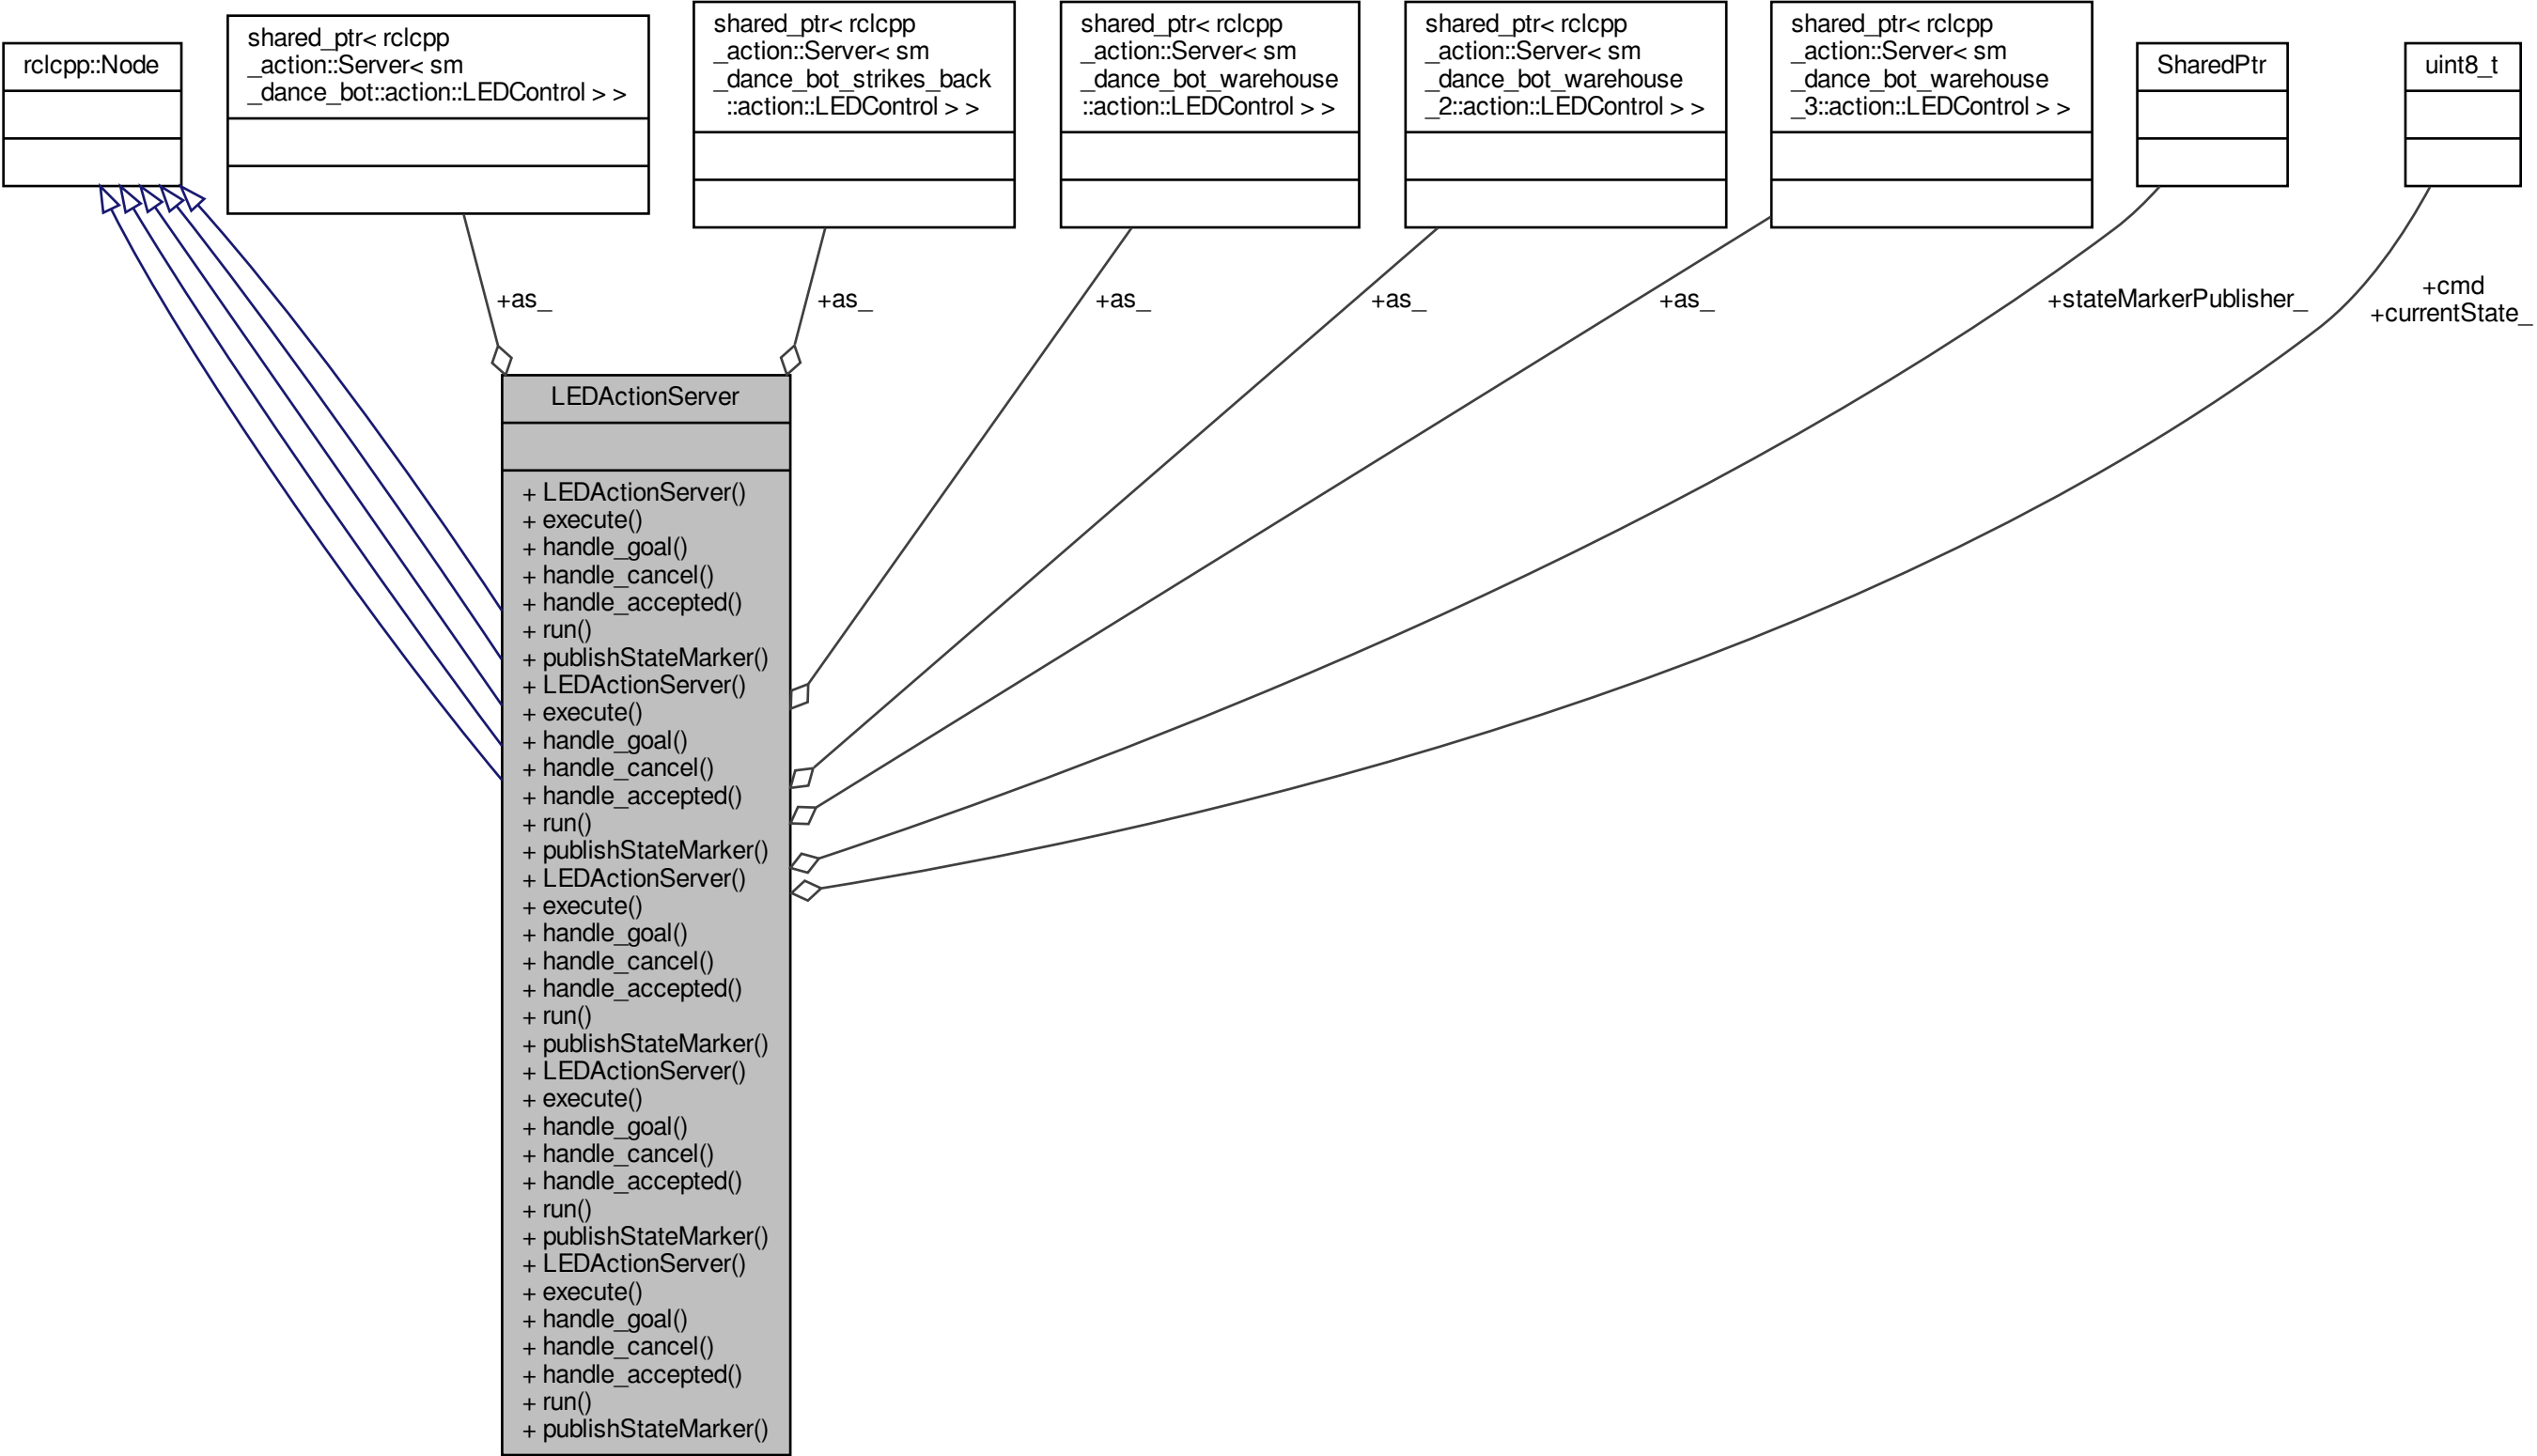 rclcpp::Node
shared_ptr< rclcpp
_action::Server< sm
_dance_bot::action::LEDControl > >
shared_ptr< rclcpp
_action::Server< sm
_dance_bot_strikes_back
::action::LEDControl > >
shared_ptr< rclcpp
_action::Server< sm
_dance_bot_warehouse
::action::LEDControl > >
shared_ptr< rclcpp
_action::Server< sm
_dance_bot_warehouse
_2::action::LEDControl > >
shared_ptr< rclcpp
_action::Server< sm
_dance_bot_warehouse
_3::action::LEDControl > >
SharedPtr
uint8_t
+as_
+as_
+as_
+as_
+as_
+stateMarkerPublisher_
+cmd
+currentState_
LEDActionServer
+ LEDActionServer()
+ execute()
+ handle_goal()
+ handle_cancel()
+ handle_accepted()
+ run()
+ publishStateMarker()
+ LEDActionServer()
+ execute()
+ handle_goal()
+ handle_cancel()
+ handle_accepted()
+ run()
+ publishStateMarker()
+ LEDActionServer()
+ execute()
+ handle_goal()
+ handle_cancel()
+ handle_accepted()
+ run()
+ publishStateMarker()
+ LEDActionServer()
+ execute()
+ handle_goal()
+ handle_cancel()
+ handle_accepted()
+ run()
+ publishStateMarker()
+ LEDActionServer()
+ execute()
+ handle_goal()
+ handle_cancel()
+ handle_accepted()
+ run()
+ publishStateMarker()